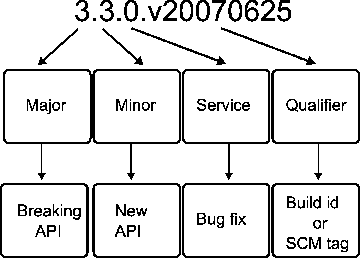 3.3.0.v20070625
Major
Minor
Service
Qualifier
Breaking
API
New
API
Bug fix
Build id
or
SCM tag